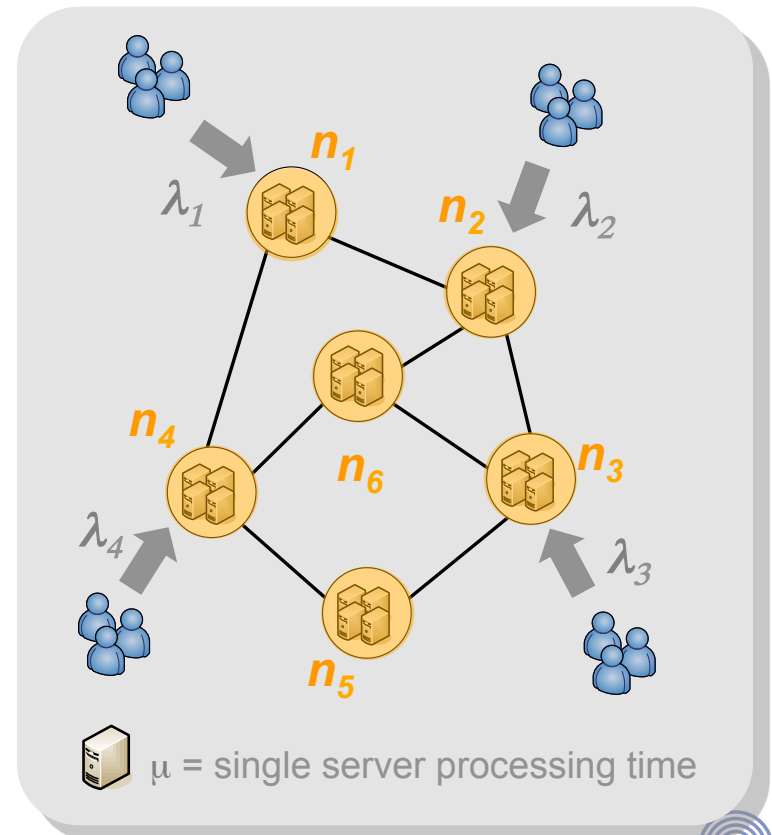 n1
λ1
n2
λ2
n4
n6
n3
λ4
λ3
n5
μ = single server processing time